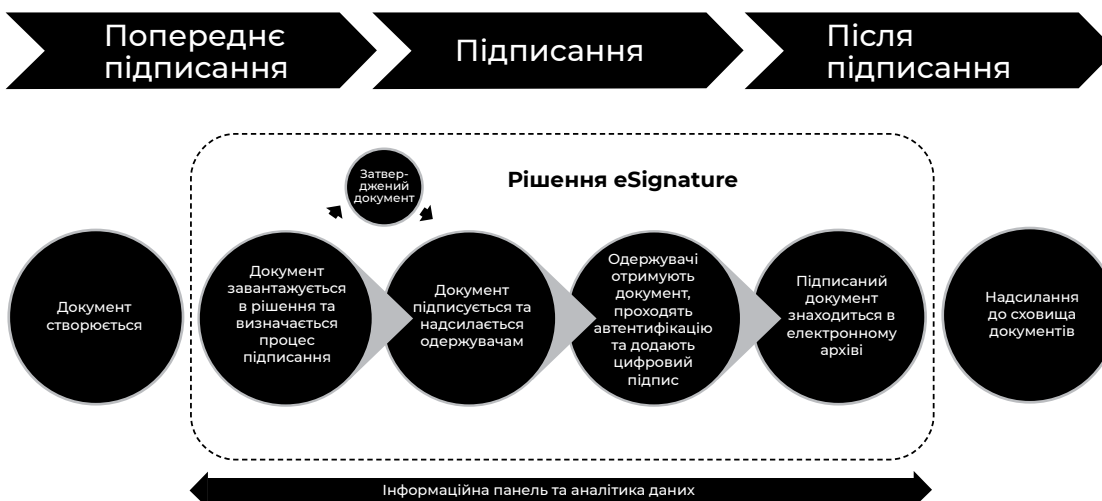 Попереднє
підписання
Підписання
Після
підписання
Рішення eSignature
Затвер-
джений
документ
Документ
створюється
Документ
завантажується
в рішення та
визначається
процес
підписання
Документ
підписується та
надсилається
одержувачам
Одержувачі
отримують
документ,
проходять
автентифікацію
та додають
цифровий
підпис
Підписаний
документ
знаходиться в
електронному
архіві
Надсилання
до сховища
документів
Інформаційна панель та аналітика даних